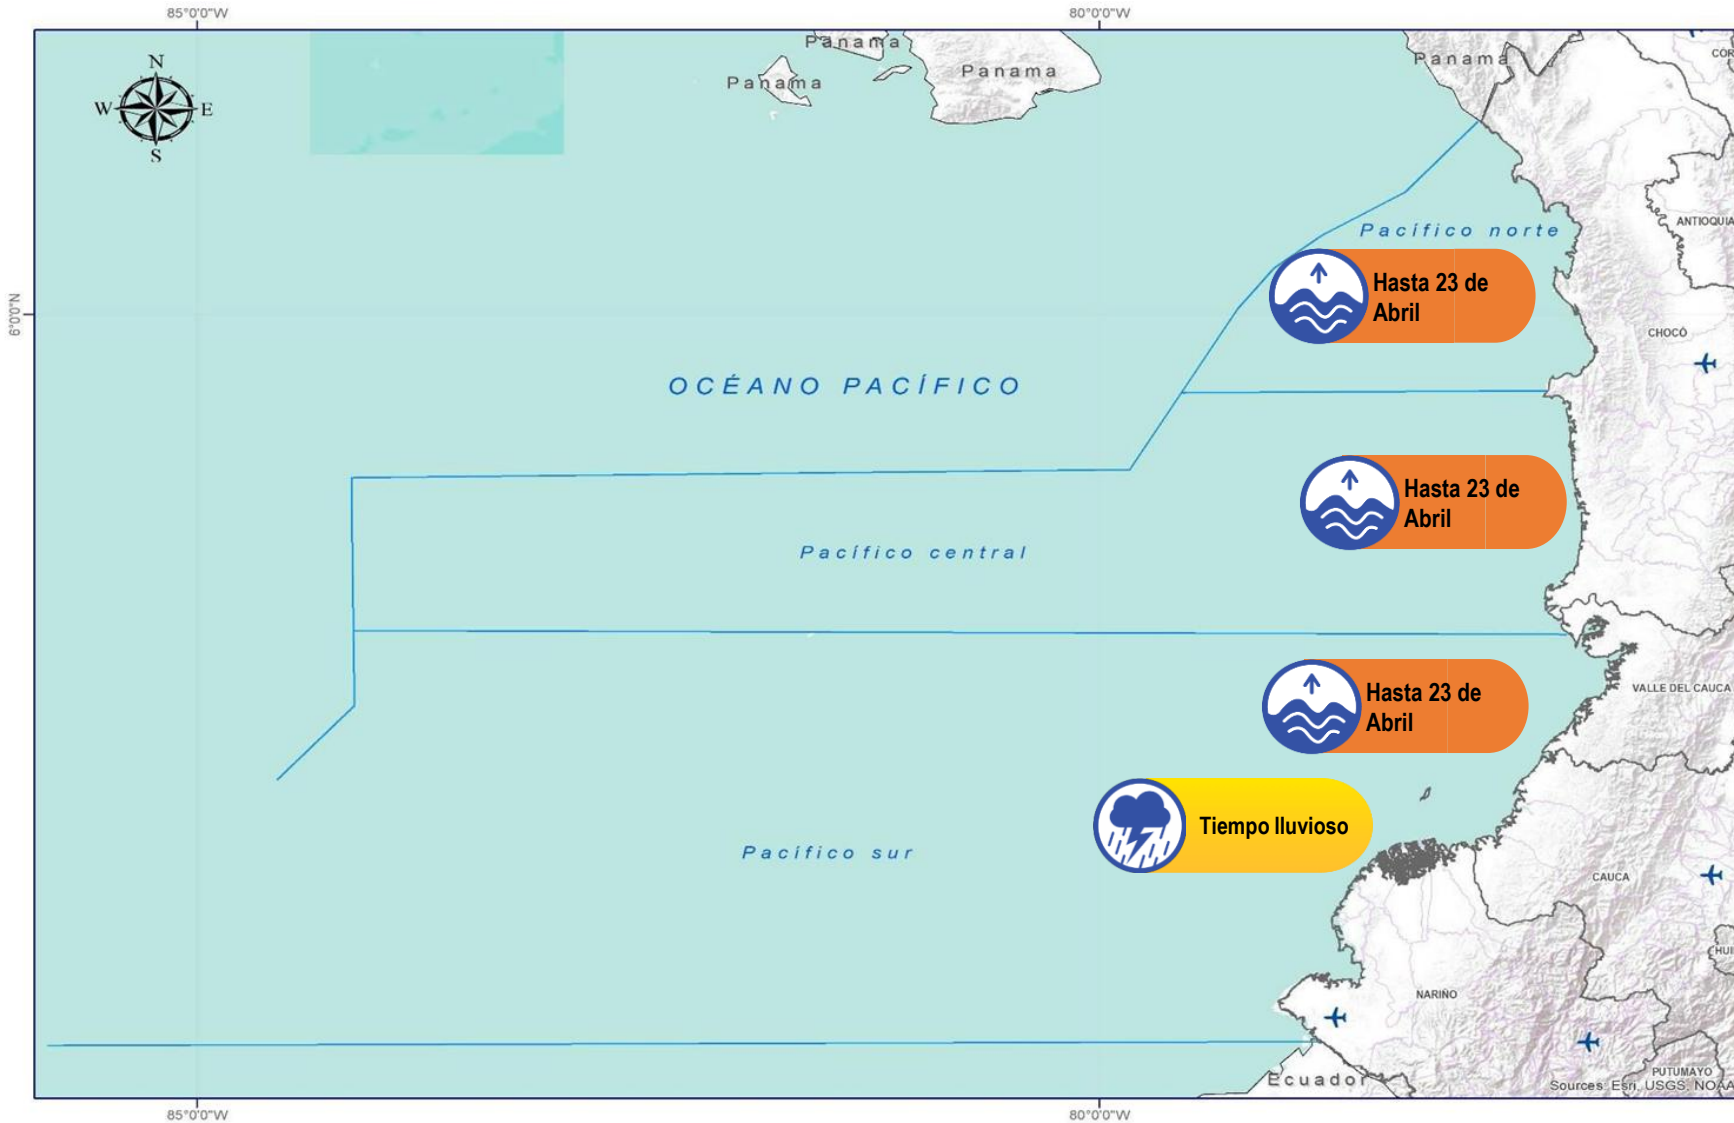 85°0'0"W
80°0'0"W
N
W
E
S
Panama
Panama
Panama
Panama
CÓR
Pacífico norte
ANTIOQUIA
Hasta 23 de
Abril
6°0'0"N
CHOCÓ
OCÉANO PACÍFICO
Hasta 23 de
Abril
Pacífico central
Hasta 23 de
Abril
VALLE DEL CAUCA
Tiempo lluvioso
Pacífico sur
CAUCA
HUI
NARIÑO
PUTUMAYO
Ecuador
Sources: Esri, USGS, NOAA
85°0'0"W
80°0'0"W